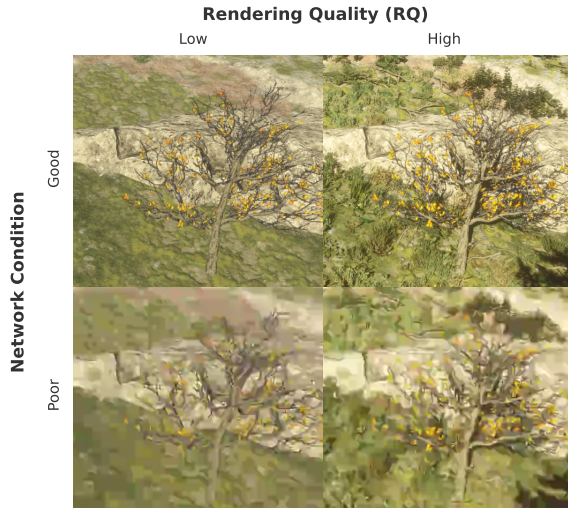 Rendering Quality (RQ)
Low
High
Network Condition
Good
Poor